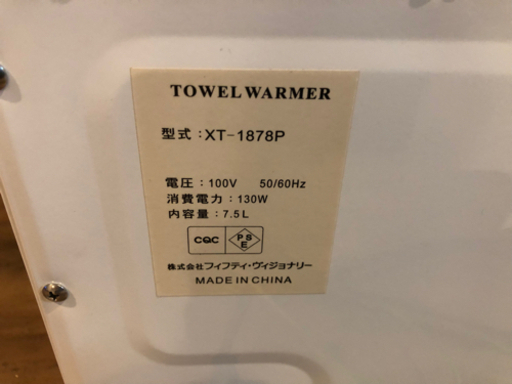 TOWEL WARMER
型式：XT-1878P
電圧：100V 50/60Hz
消費電力：130W
内容量：7.5L
CQC PSE
株式会社フィフティ・ヴィジョナリー
MADE IN CHINA